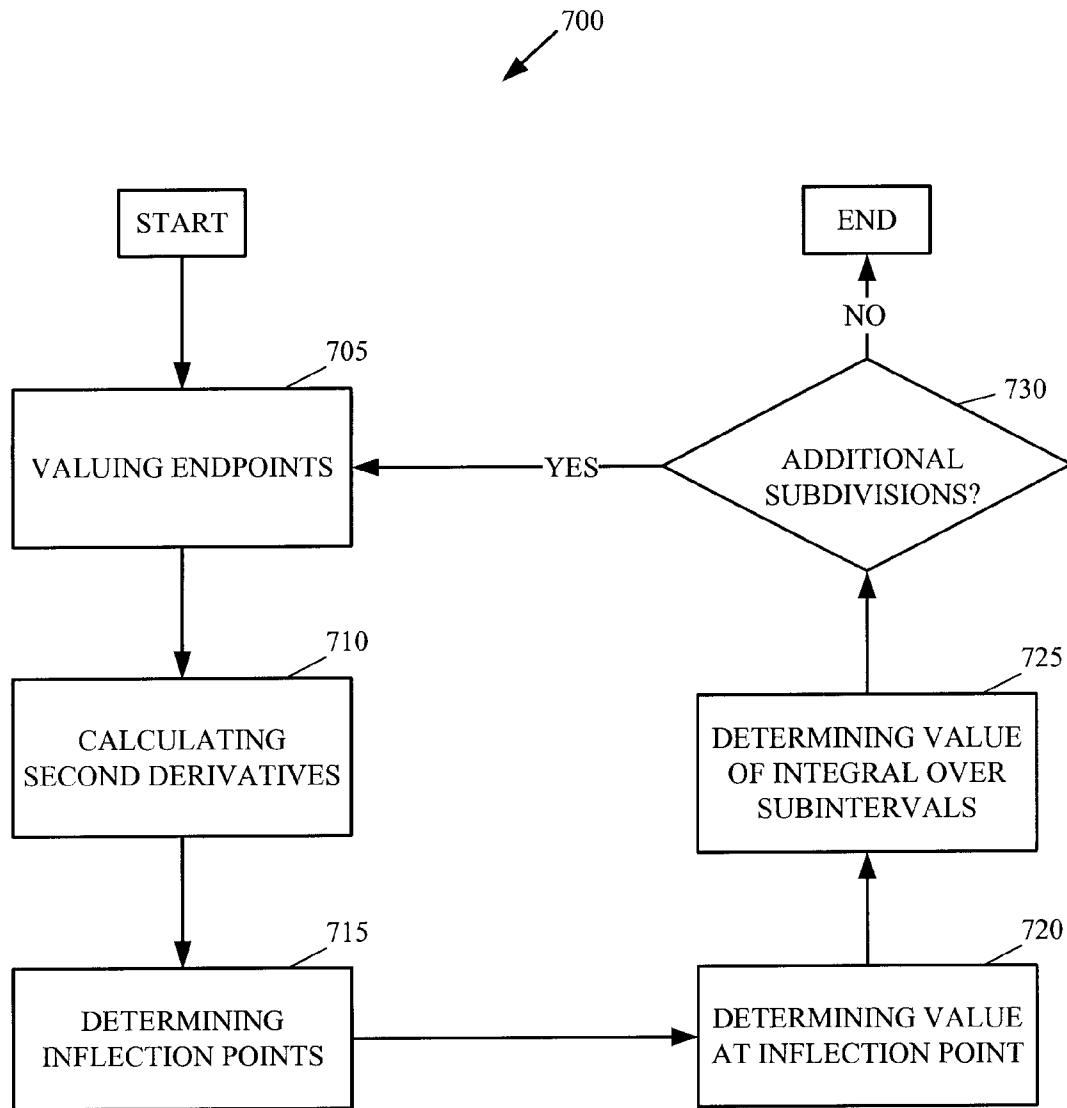 700
START
END
NO
705
730
VALUING ENDPOINTS
YES
ADDITIONAL
SUBDIVISIONS?
710
725
CALCULATING
SECOND DERIVATIVES
DETERMINING VALUE
OF INTEGRAL OVER
SUBINTERVALS
715
720
DETERMINING
INFLECTION POINTS
DETERMINING VALUE
AT INFLECTION POINT